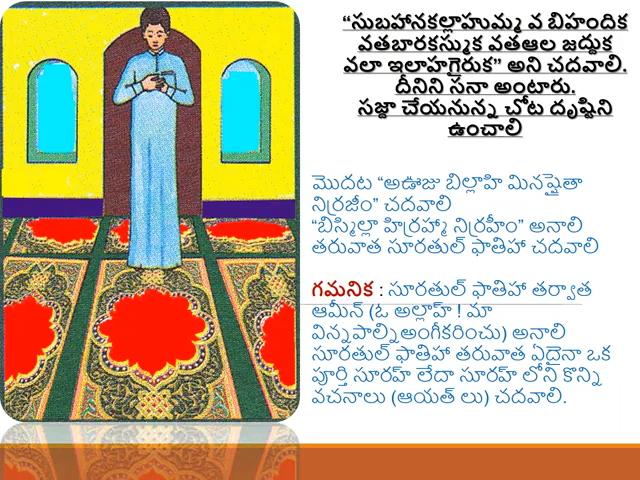 “సుబహానకల్లాహుమ్మ వ బిహందిక
వతబారకస్ముక వతఆల జద్దుక
వలా ఇలాహగైరుక” అని చదవాలి.
దీనిని సనా అంటారు.
సజ్దా చేయనున్న చోట దృష్టిని
ఉంచాలి
మొదట “అఊజు బిల్లాహి మినష్షైతా
నిర్రజీం” చదవాలి
“బిస్మిల్లా హిర్రహ్మా నిర్రహీం” అనాలి
తరువాత సూరతుల్ ఫాతిహా చదవాలి
గమనిక : సూరతుల్ ఫాతిహా తర్వాత
ఆమీన్ (ఓ అల్లాహ్ ! మా
విన్నపాల్నిఅంగీకరించు) అనాలి
సూరతుల్ ఫాతిహా తరువాత ఏదైనా ఒక
పూర్తి సూరహ్ లేదా సూరహ్ లోని కొన్ని
వచనాలు (ఆయత్ లు) చదవాలి.